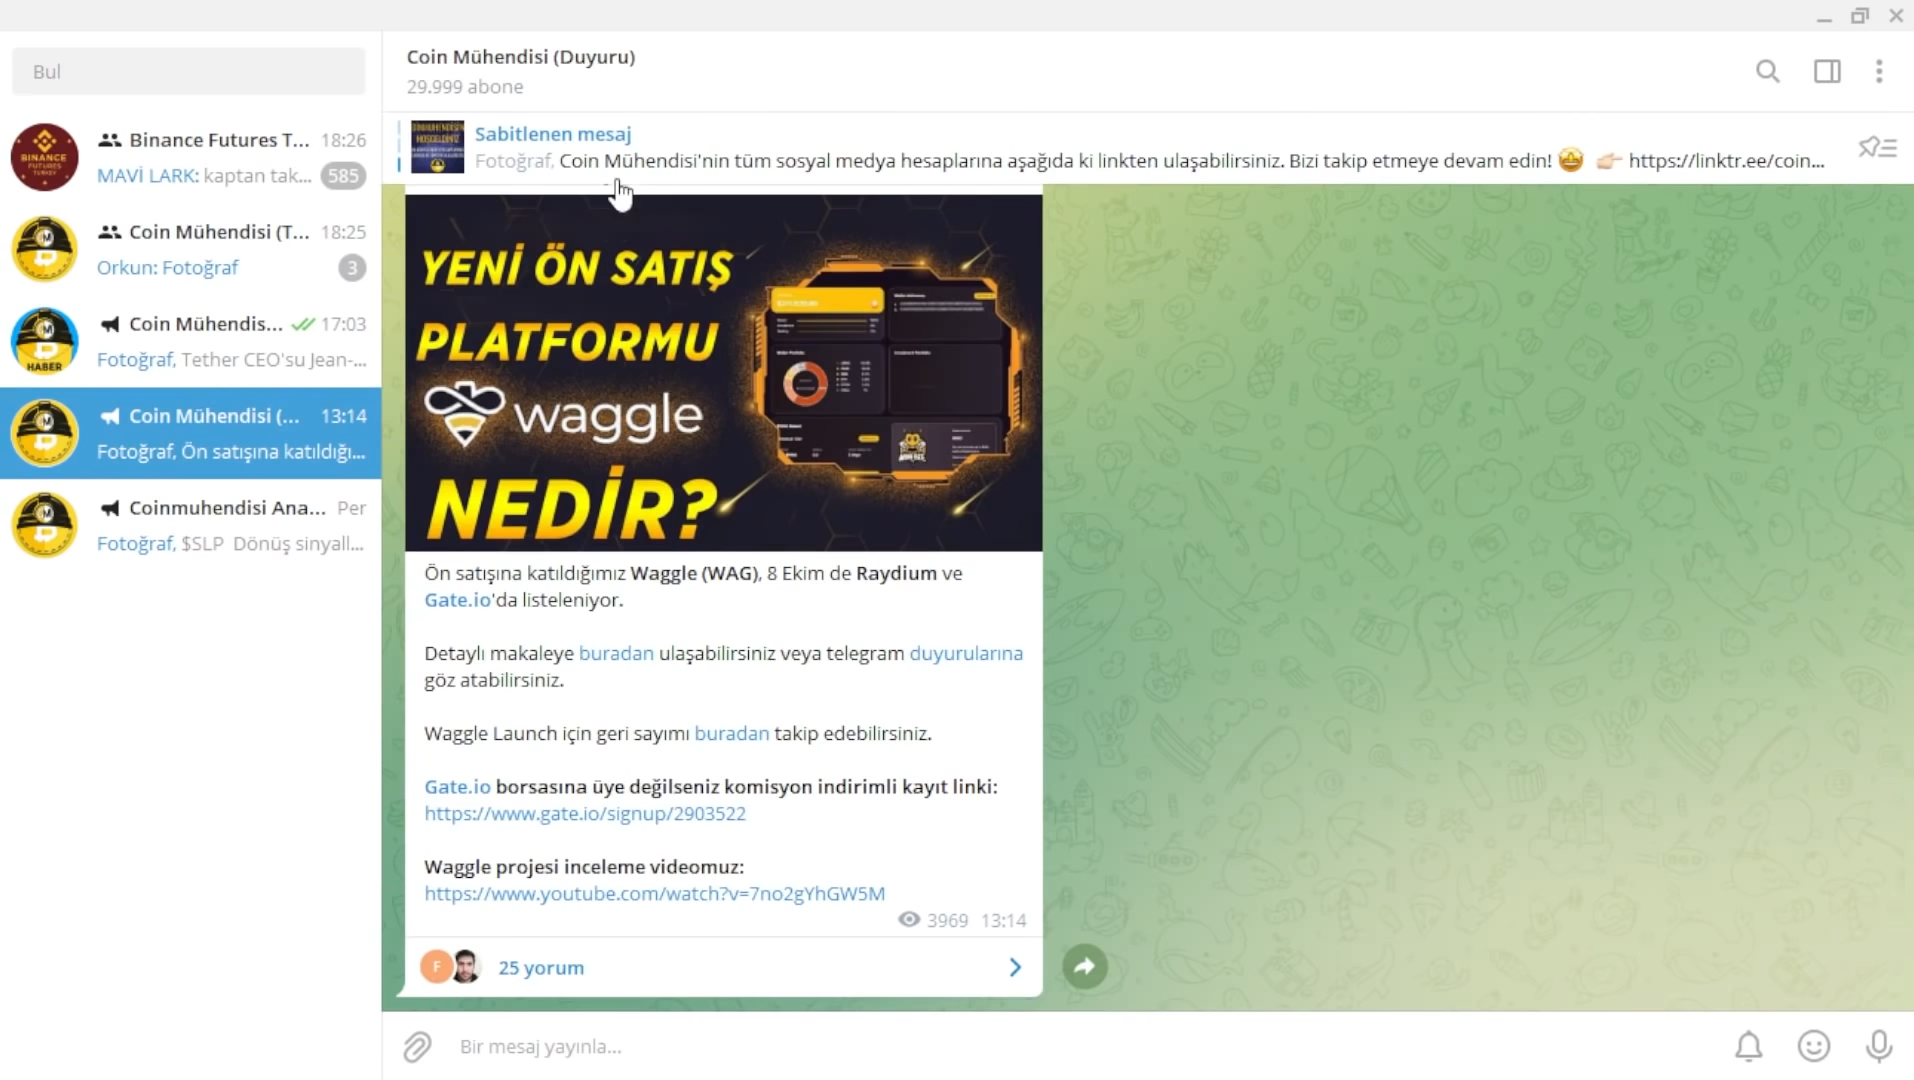 Bul
Binance Futures T... 18:26
MAVİ LARK: kaptan tak... 585
Coin Mühendisi (T... 18:25
Orkun: Fotoğraf 3
Coin Mühendis... 17:03
Fotoğraf, Tether CEO'su Jean-...
Coin Mühendisi (... 13:14
Fotoğraf, Ön satışına katıldığı...
Coinmuhendisi Ana... Per
Fotoğraf, $SLP Dönüş sinyall...
BINANCE
FUTURES
TURKEY
HABER
Coin Mühendisi (Duyuru)
29.999 abone
Sabitlenen mesaj
Fotoğraf, Coin Mühendisi'nin tüm sosyal medya hesaplarına aşağıda ki linkten ulaşabilirsiniz. Bizi takip etmeye devam edin! 🤩 👉🏻 https://linktr.ee/coin...
YENİ ÖN SATIŞ
PLATFORMU
waggle
NEDİR?
Ön satışına katıldığımız Waggle (WAG), 8 Ekim de Raydium ve
Gate.io'da listeleniyor.
Detaylı makaleye buradan ulaşabilirsiniz veya telegram duyurularına
göz atabilirsiniz.
Waggle Launch için geri sayımı buradan takip edebilirsiniz.
Gate.io borsasına üye değilseniz komisyon indirimli kayıt linki:
https://www.gate.io/signup/2903522
Waggle projesi inceleme videomuz:
https://www.youtube.com/watch?v=7no2gYhGW5M
3969 13:14
F
25 yorum
Bir mesaj yayınla...